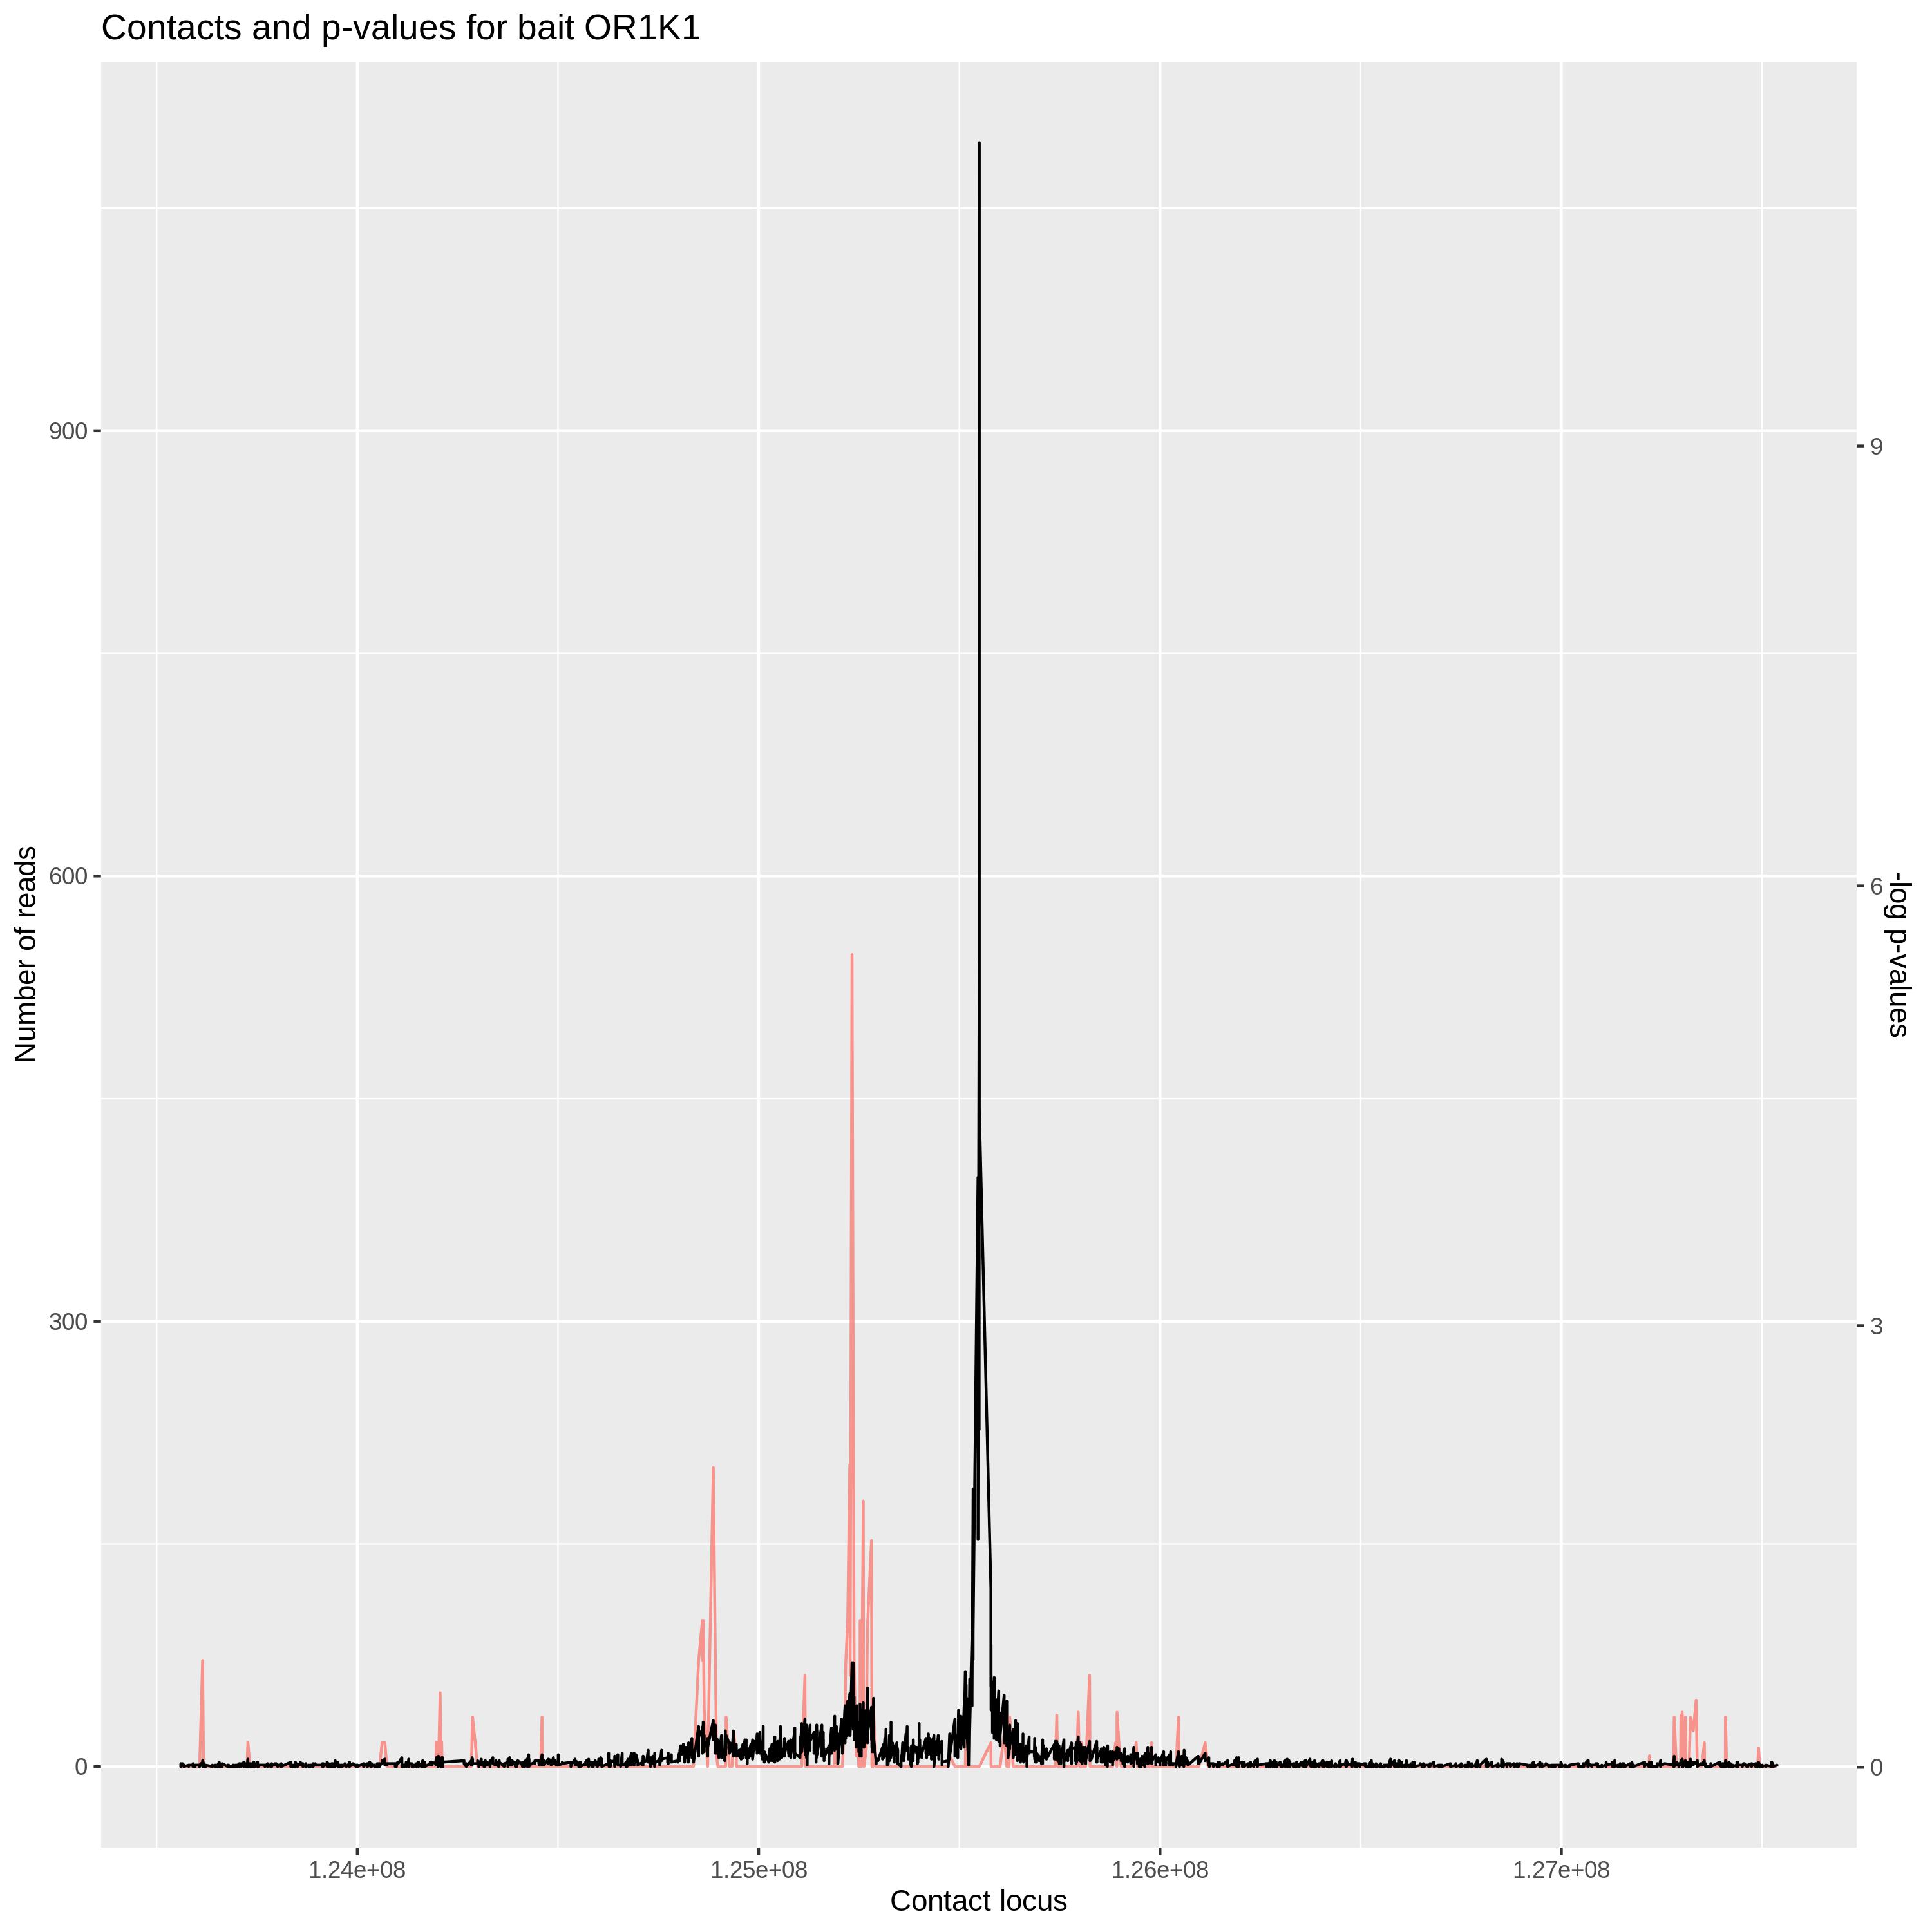 Contacts and p-values for bait OR1K1
Number of reads
900
600
300
0
9
6
3
0
-log p-values
1.24e+08
1.25e+08
1.26e+08
1.27e+08
Contact locus